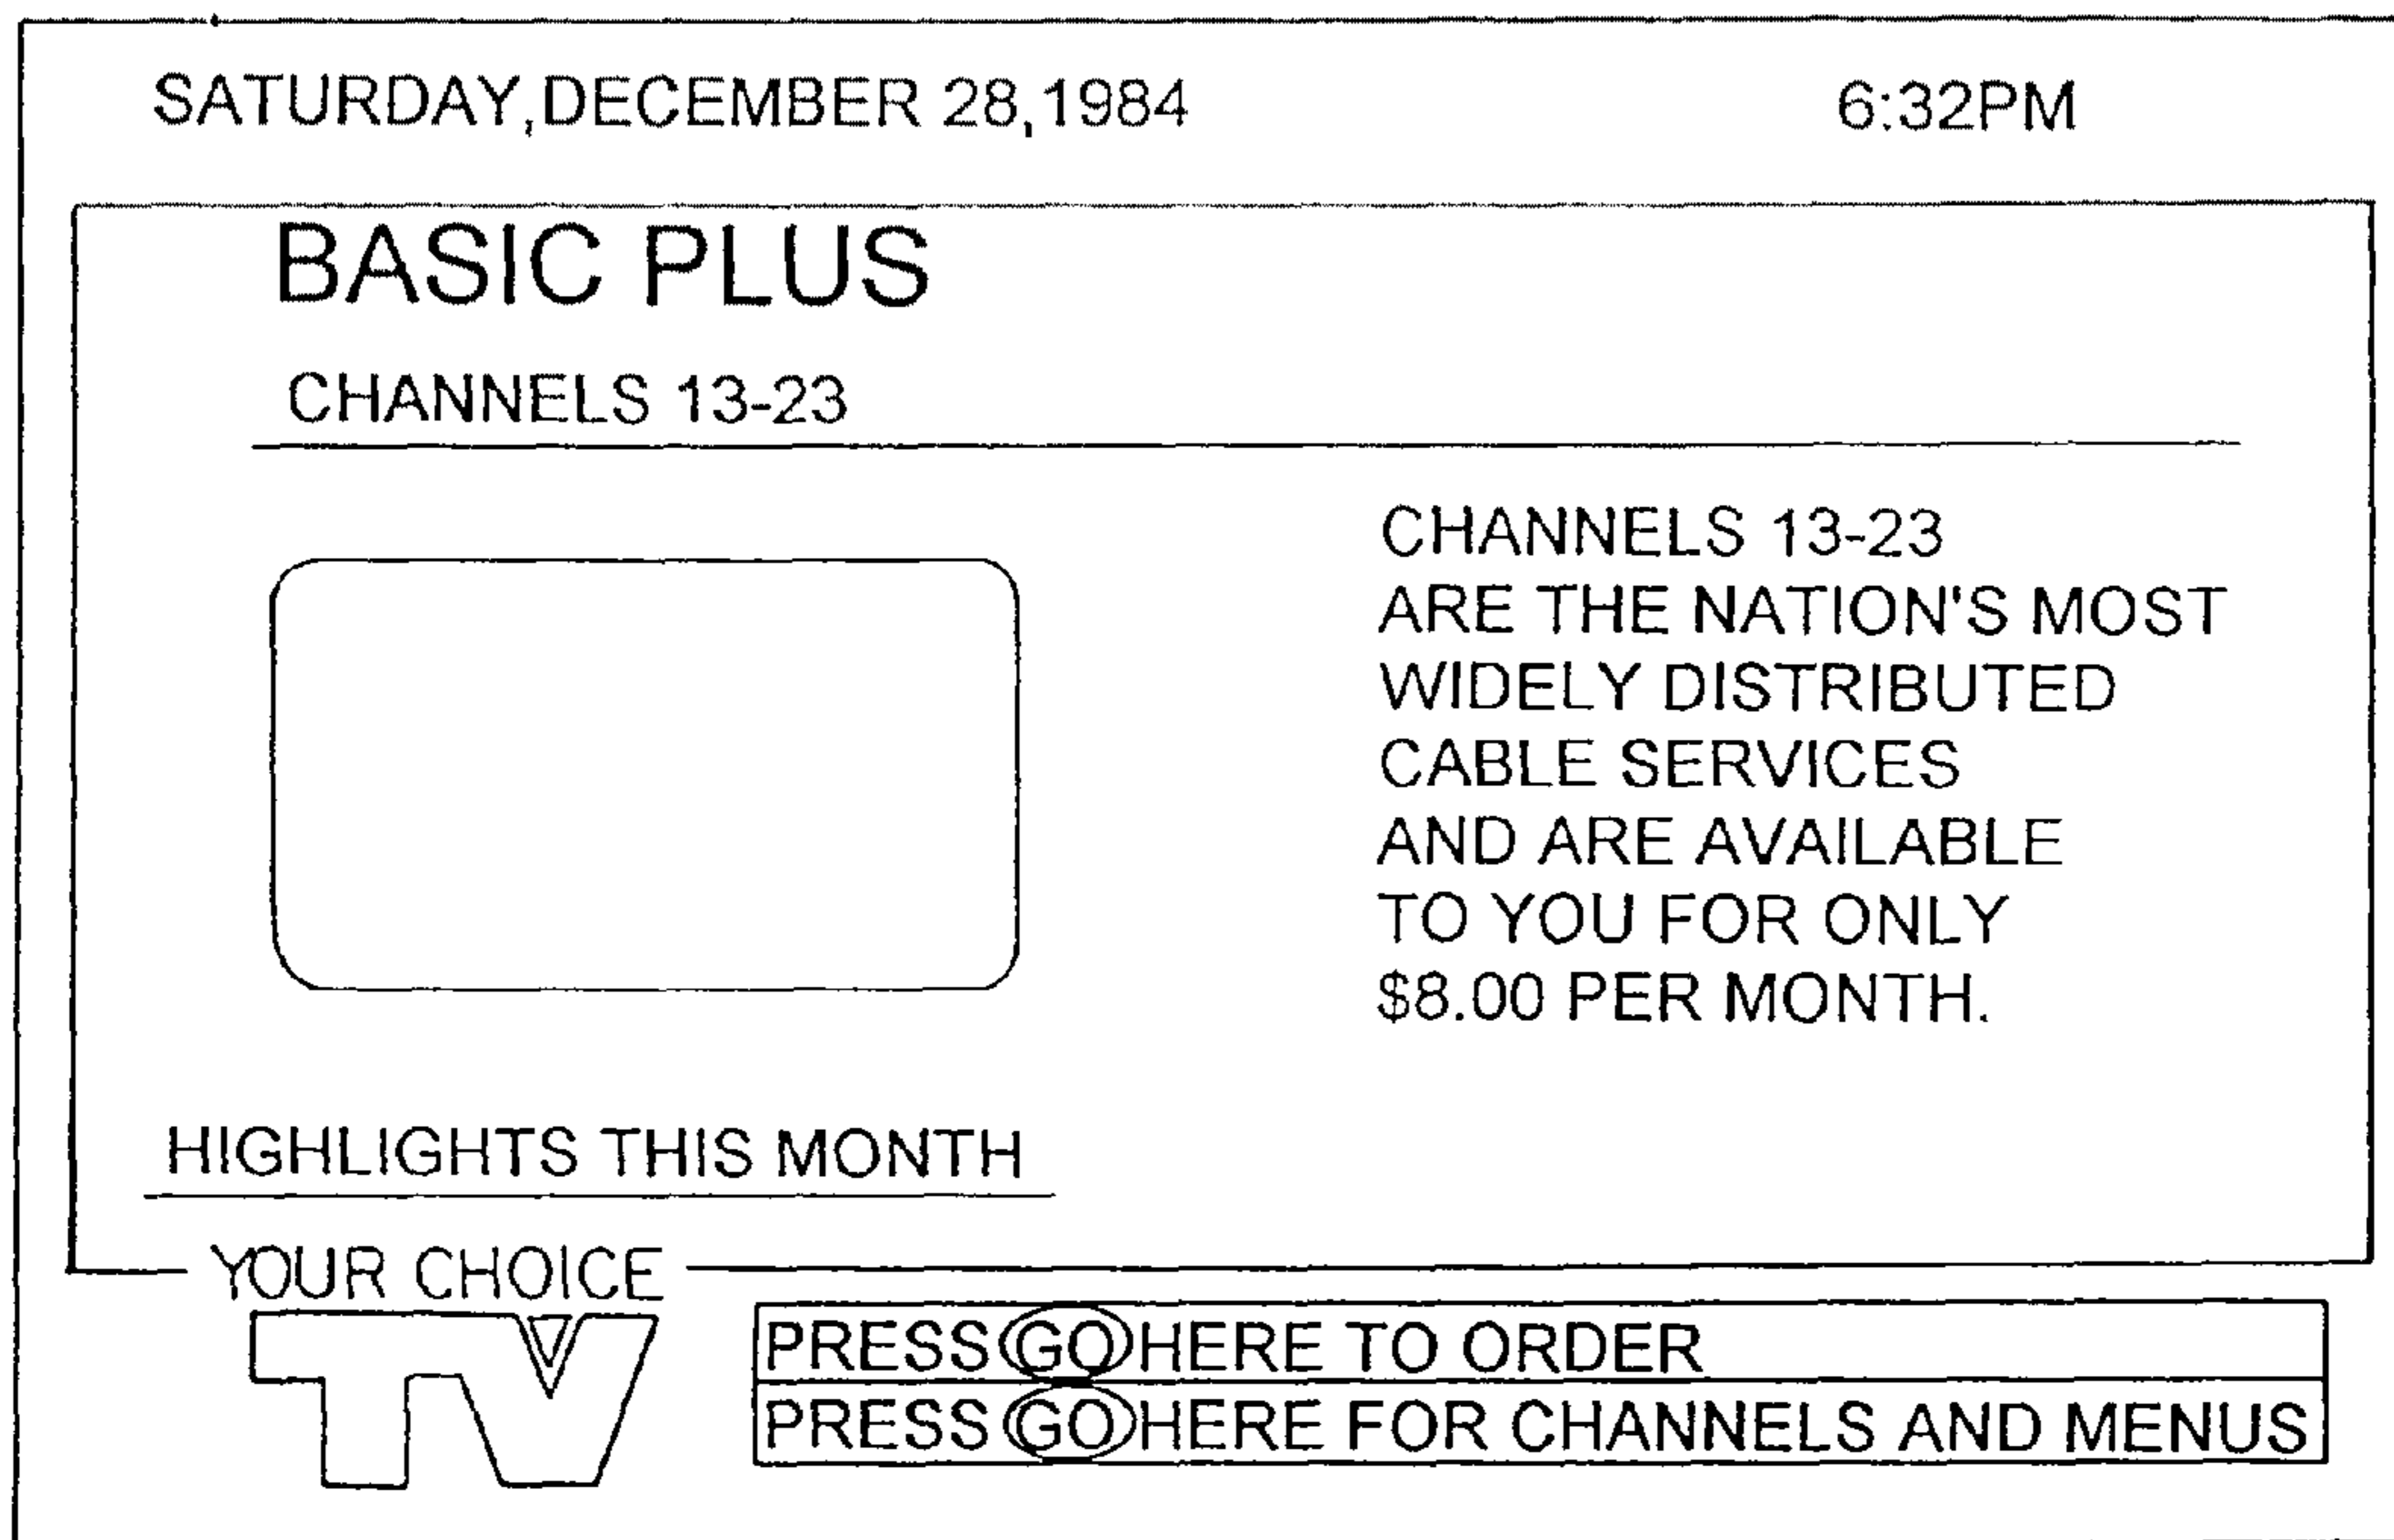 SATURDAY,DECEMBER 28,1984 6:32PM
BASIC PLUS
CHANNELS 13-23
CHANNELS 13-23
ARE THE NATION'S MOST
WIDELY DISTRIBUTED
CABLE SERVICES
AND ARE AVAILABLE
TO YOU FOR ONLY
$8.00 PER MONTH.
HIGHLIGHTS THIS MONTH
YOUR CHOICE
TV
PRESS GO HERE TO ORDER
PRESS GO HERE FOR CHANNELS AND MENUS